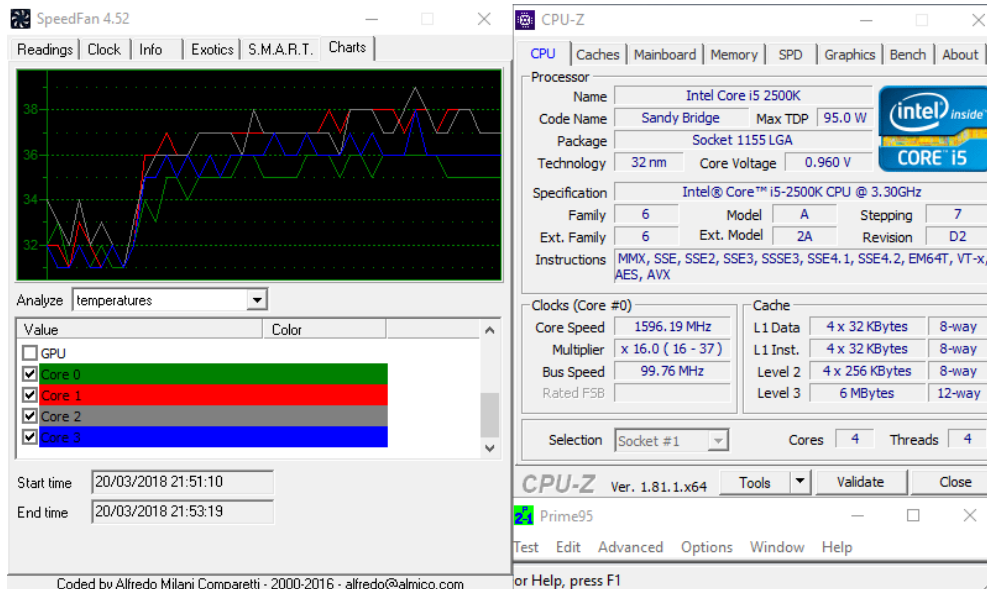 SpeedFan 4.52
Readings Clock Info Exotics S.M.A.R.T. Charts
38
36
34
32
Analyze temperatures
Value Color
GPU
Core 0
Core 1
Core 2
Core 3
Start time 20/03/2018 21:51:10
End time 20/03/2018 21:53:19
Coded by Alfredo Milani Comparetti - 2000-2016 - alfredo@almico.com
CPU-Z
CPU Caches Mainboard Memory SPD Graphics Bench About
Processor
Name Intel Core i5 2500K
Code Name Sandy Bridge Max TDP 95.0 W
Package Socket 1155 LGA
Technology 32 nm Core Voltage 0.960 V
(intel) inside™
CORE™ i5
Specification Intel® Core™ i5-2500K CPU @ 3.30GHz
Family 6 Model A Stepping 7
Ext. Family 6 Ext. Model 2A Revision D2
Instructions MMX, SSE, SSE2, SSE3, SSSE3, SSE4.1, SSE4.2, EM64T, VT-x,
AES, AVX
Clocks (Core #0)
Core Speed 1596.19 MHz
Multiplier x 16.0 ( 16 - 37 )
Bus Speed 99.76 MHz
Rated FSB
Cache
L1 Data 4 x 32 KBytes 8-way
L1 Inst. 4 x 32 KBytes 8-way
Level 2 4 x 256 KBytes 8-way
Level 3 6 MBytes 12-way
Selection Socket #1 Cores 4 Threads 4
CPU-Z Ver. 1.81.1.x64 Tools Validate Close
P
2-1
Prime95
Test Edit Advanced Options Window Help
or Help, press F1